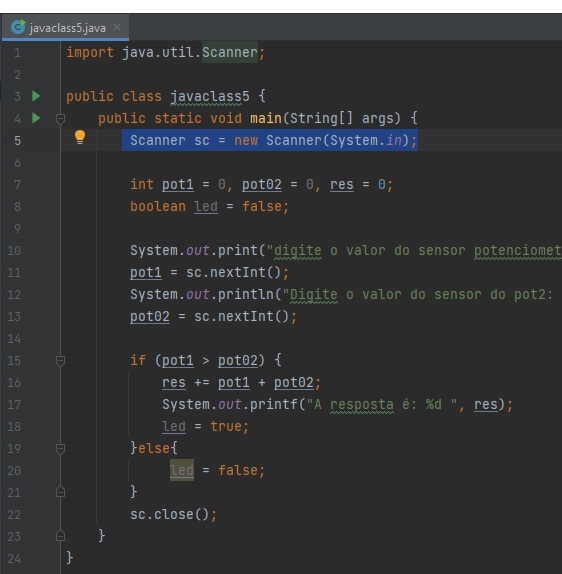 javaclass5.java
1 import java.util.Scanner;
2
3 public class javaclass5 {
4 public static void main(String[] args) {
5 Scanner sc = new Scanner(System.in);
6
7 int pot1 = 0, pot02 = 0, res = 0;
8 boolean led = false;
9
10 System.out.print("digite o valor do sensor potenciomet
11 pot1 = sc.nextInt();
12 System.out.println("Digite o valor do sensor do pot2:
13 pot02 = sc.nextInt();
14
15 if (pot1 > pot02) {
16 res += pot1 + pot02;
17 System.out.printf("A resposta é: %d ", res);
18 led = true;
19 }else{
20 led = false;
21 }
22 sc.close();
23 }
24 }